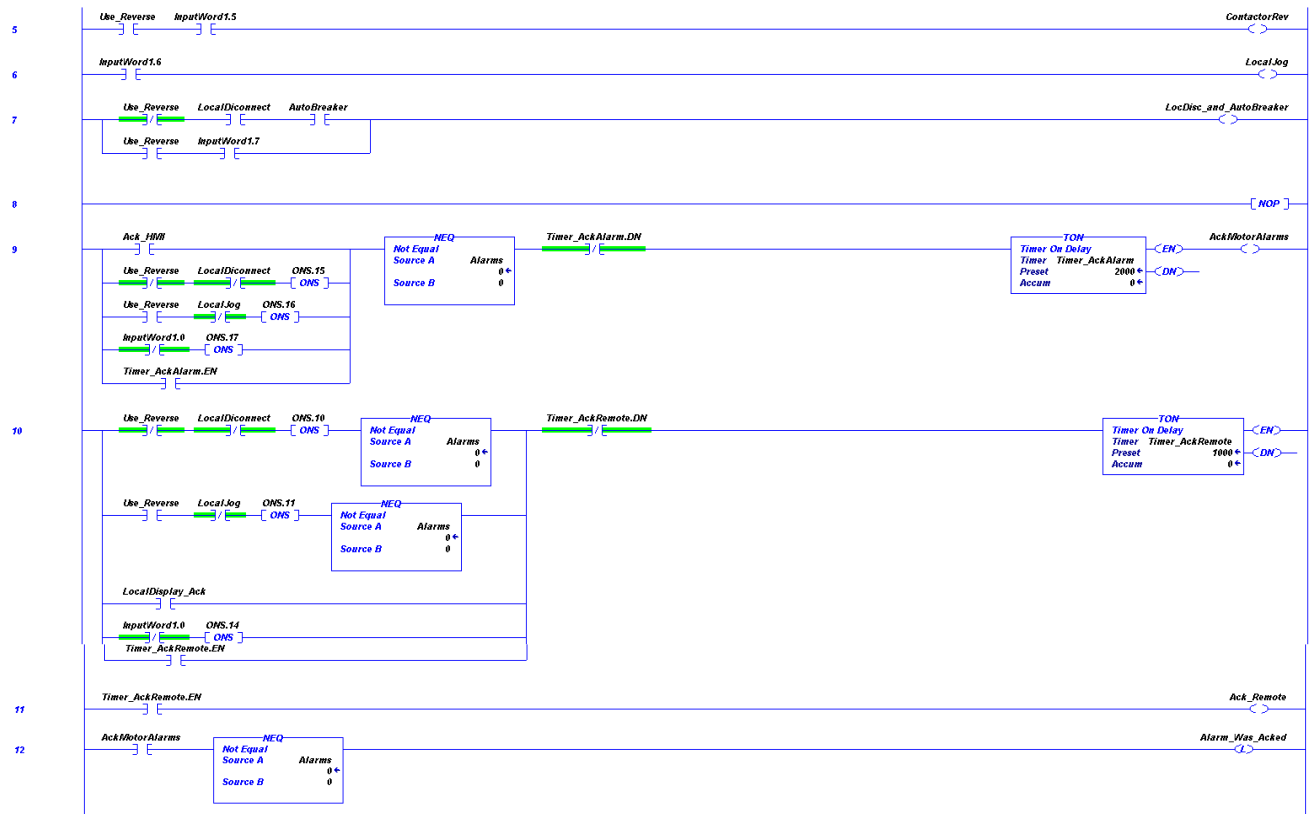 Use_Reverse InputWord1.5 ContactorRev
5
InputWord1.6 LocalJog
6
Use_Reverse LocalDiconnect AutoBreaker LocDisc_and_AutoBreaker
7
Use_Reverse InputWord1.7
8 NOP
Ack_HMI NEQ Timer_AckAlarm.DN TON AckMotorAlarms
9 Not Equal Timer On Delay EN
Source A Alarms Timer Timer_AckAlarm
0 Preset 2000 DN
Source B 0 Accum 0
Use_Reverse LocalDiconnect ONS.15
ONS
Use_Reverse LocalJog ONS.16
ONS
InputWord1.0 ONS.17
ONS
Timer_AckAlarm.EN
Use_Reverse LocalDiconnect ONS.10 NEQ Timer_AckRemote.DN TON
10 ONS Not Equal Timer On Delay EN
Source A Alarms Timer Timer_AckRemote
0 Preset 1000 DN
Source B 0 Accum 0
Use_Reverse LocalJog ONS.11 NEQ
ONS Not Equal
Source A Alarms
0
Source B 0
LocalDisplay_Ack
InputWord1.0 ONS.14
ONS
Timer_AckRemote.EN
Timer_AckRemote.EN Ack_Remote
11
AckMotorAlarms NEQ Alarm_Was_Acked
12 Not Equal L
Source A Alarms
0
Source B 0